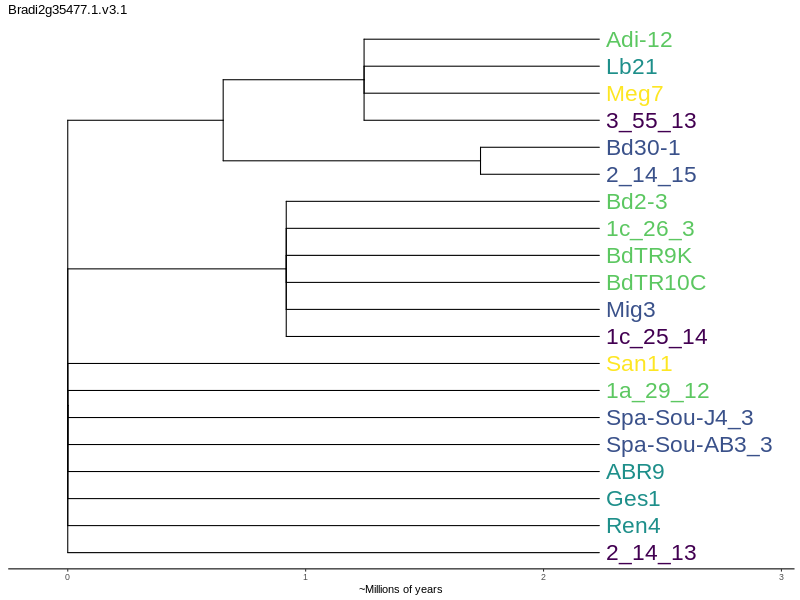 Bradi2g35477.1.v3.1
Adi-12
Lb21
Meg7
3_55_13
Bd30-1
2_14_15
Bd2-3
1c_26_3
BdTR9K
BdTR10C
Mig3
1c_25_14
San11
1a_29_12
Spa-Sou-J4_3
Spa-Sou-AB3_3
ABR9
Ges1
Ren4
2_14_13
0 1 2 3
~Millions of years